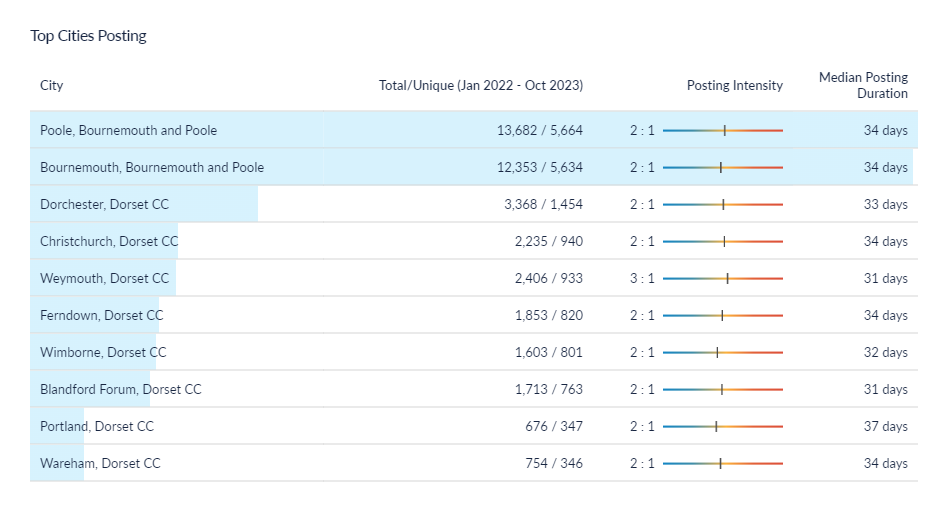 Top Cities Posting
City Total/Unique (Jan 2022 - Oct 2023) Posting Intensity Median Posting Duration
Poole, Bournemouth and Poole 13,682 / 5,664 2 : 1 34 days
Bournemouth, Bournemouth and Poole 12,353 / 5,634 2 : 1 34 days
Dorchester, Dorset CC 3,368 / 1,454 2 : 1 33 days
Christchurch, Dorset CC 2,235 / 940 2 : 1 34 days
Weymouth, Dorset CC 2,406 / 933 3 : 1 31 days
Ferndown, Dorset CC 1,853 / 820 2 : 1 34 days
Wimborne, Dorset CC 1,603 / 801 2 : 1 32 days
Blandford Forum, Dorset CC 1,713 / 763 2 : 1 31 days
Portland, Dorset CC 676 / 347 2 : 1 37 days
Wareham, Dorset CC 754 / 346 2 : 1 34 days